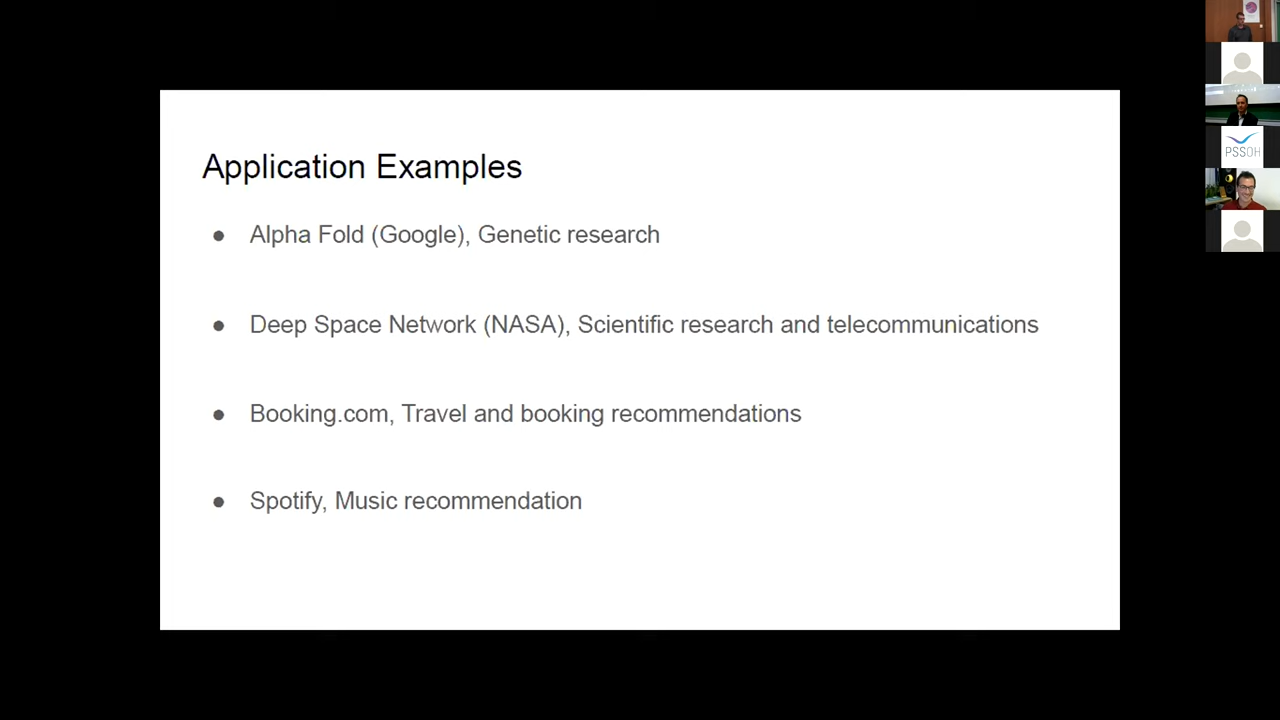 Application Examples
● Alpha Fold (Google), Genetic research
● Deep Space Network (NASA), Scientific research and telecommunications
● Booking.com, Travel and booking recommendations
● Spotify, Music recommendation
PSSOH